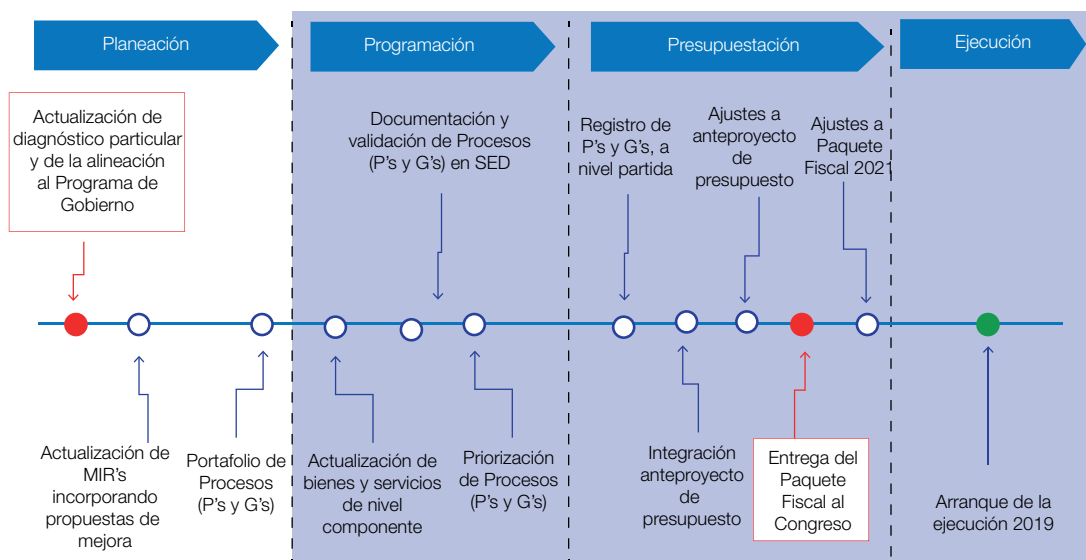 Planeación
Programación
Presupuestación
Ejecución
Actualización de
diagnóstico particular
y de la alineación
al Programa de
Gobierno
Documentación y
validación de Procesos
(P's y G's) en SED
Registro de
P's y G's, a
nivel partida
Ajustes a
anteproyecto
de
presupuesto
Ajustes a
Paquete
Fiscal 2021
Actualización de
MIR's
incorporando
propuestas de
mejora
Portafolio de
Procesos
(P's y G's)
Actualización de
bienes y servicios
de nivel
componente
Priorización
de Procesos
(P's y G's)
Integración
anteproyecto
de
presupuesto
Entrega del
Paquete
Fiscal al
Congreso
Arranque de la
ejecución 2019